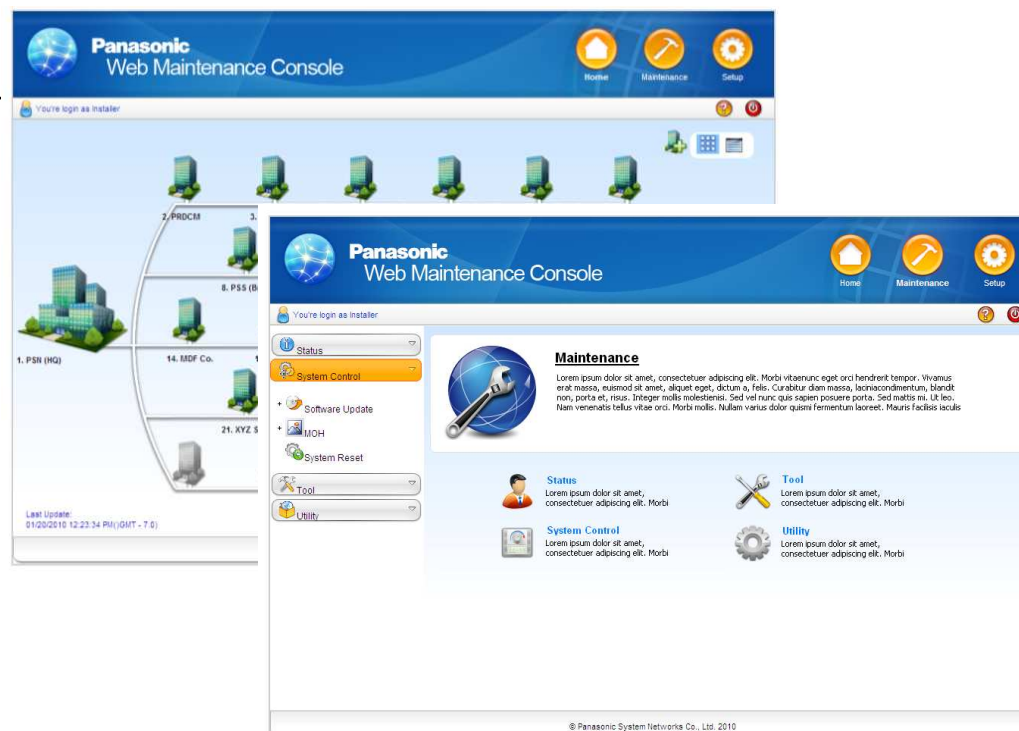 Panasonic
Web Maintenance Console
Home
Maintenance
Setup
You're login as Installer
2. PRDCM
3.
8. PSS (B
1. PSN (HQ)
14. MDF Co.
1
21. XYZ S
Last Update:
01/20/2010 12:23:34 PM()GMT - 7.0)
Panasonic
Web Maintenance Console
Home
Maintenance
Setup
You're login as Installer
Status
System Control
+ Software Update
+ MOH
System Reset
Tool
Utility
Maintenance
Lorem ipsum dolor sit amet, consectetuer adipiscing elit. Morbi vitaenunc eget orci hendrerit tempor. Vivamus
erat massa, euismod sit amet, aliquet eget, dictum a, felis. Curabitur diam massa, laciniacondimentum, blandit
non, porta et, risus. Integer mollis molestienisi. Sed vel nunc quis sapien posuere porta. Sed mattis mi. Ut leo.
Nam venenatis tellus vitae orci. Morbi mollis. Nullam varius dolor quismi fermentum laoreet. Mauris facilisis iaculis
Status
Lorem ipsum dolor sit amet,
consectetuer adipiscing elit. Morbi
Tool
Lorem ipsum dolor sit amet,
consectetuer adipiscing elit. Morbi
System Control
Lorem ipsum dolor sit amet,
consectetuer adipiscing elit. Morbi
Utility
Lorem ipsum dolor sit amet,
consectetuer adipiscing elit. Morbi
© Panasonic System Networks Co., Ltd. 2010